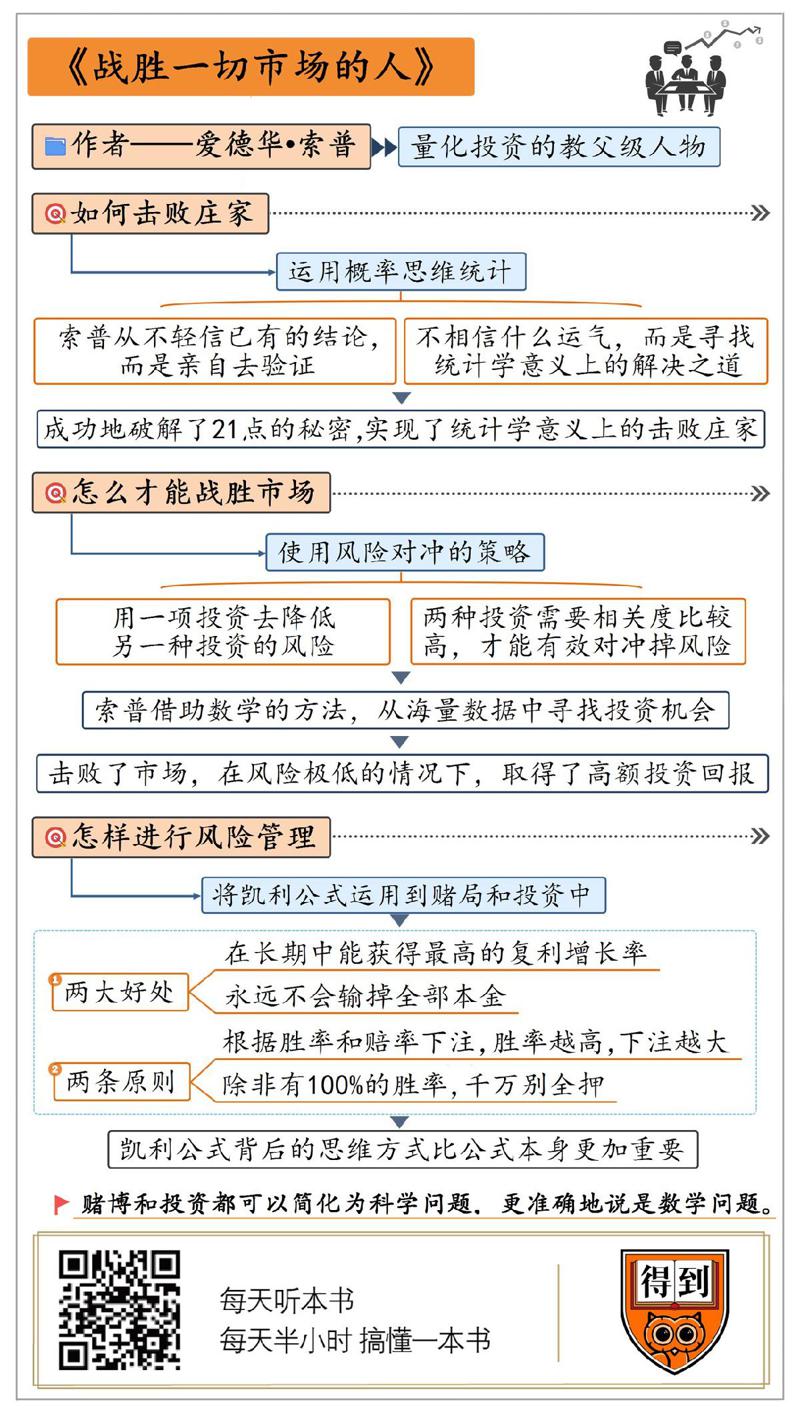 《战胜一切市场的人》
作者——爱德华•索普
量化投资的教父级人物
如何击败庄家
运用概率思维统计
索普从不轻信已有的结论，
而是亲自去验证
不相信什么运气，而是寻找
统计学意义上的解决之道
成功地破解了21点的秘密,实现了统计学意义上的击败庄家
怎么才能战胜市场
使用风险对冲的策略
用一项投资去降低
另一种投资的风险
两种投资需要相关度比较
高，才能有效对冲掉风险
索普借助数学的方法，从海量数据中寻找投资机会
击败了市场，在风险极低的情况下，取得了高额投资回报
怎样进行风险管理
将凯利公式运用到赌局和投资中
1
两大好处
在长期中能获得最高的复利增长率
永远不会输掉全部本金
2
两条原则
根据胜率和赔率下注,胜率越高,下注越大
除非有100%的胜率,千万别全押
凯利公式背后的思维方式比公式本身更加重要
赌博和投资都可以简化为科学问题，更准确地说是数学问题。
每天听本书
每天半小时 搞懂一本书
得到